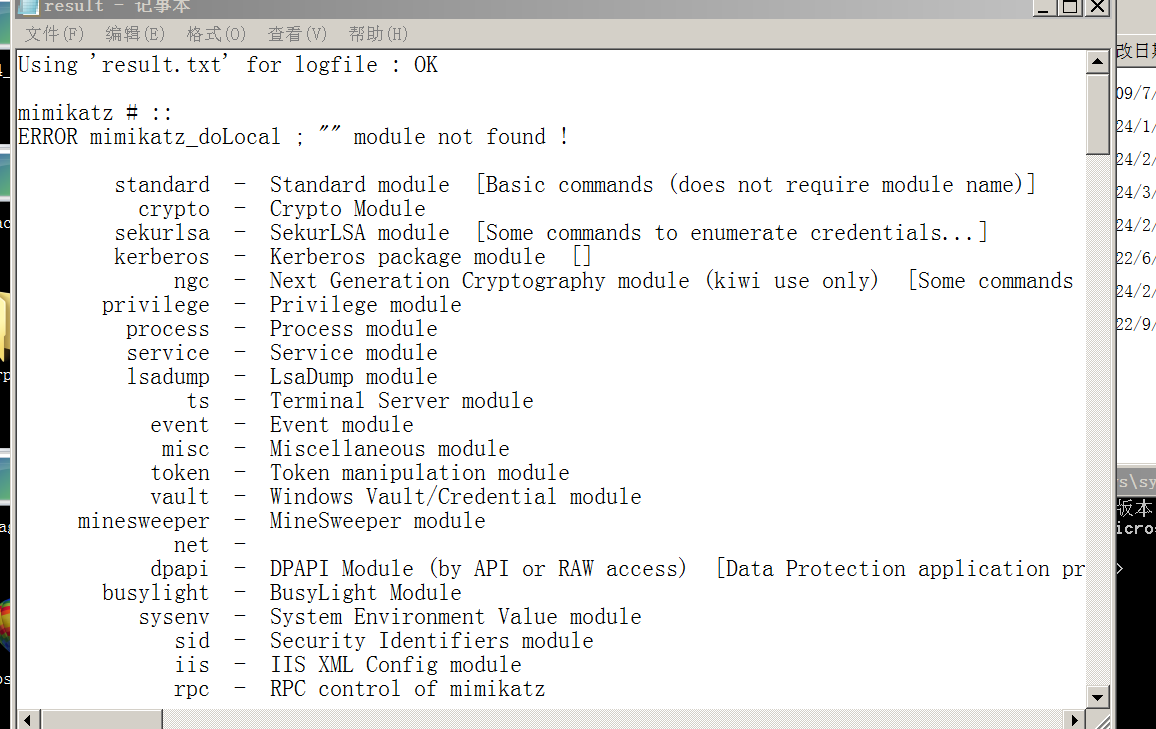 result - 记事本
文件(F) 编辑(E) 格式(O) 查看(V) 帮助(H)
Using 'result.txt' for logfile : OK
mimikatz # ::
ERROR mimikatz_doLocal ; "" module not found !
standard - Standard module [Basic commands (does not require module name)]
crypto - Crypto Module
sekurlsa - SekurLSA module [Some commands to enumerate credentials...]
kerberos - Kerberos package module []
ngc - Next Generation Cryptography module (kiwi use only) [Some commands
privilege - Privilege module
process - Process module
service - Service module
lsadump - LsaDump module
ts - Terminal Server module
event - Event module
misc - Miscellaneous module
token - Token manipulation module
vault - Windows Vault/Credential module
minesweeper - MineSweeper module
net -
dpapi - DPAPI Module (by API or RAW access) [Data Protection application pr
busylight - BusyLight Module
sysenv - System Environment Value module
sid - Security Identifiers module
iis - IIS XML Config module
rpc - RPC control of mimikatz
改日期
09/7/
24/1/
24/2/
24/3/
24/2/
22/6/
24/2/
22/9/
s\sy
版本
icros
>